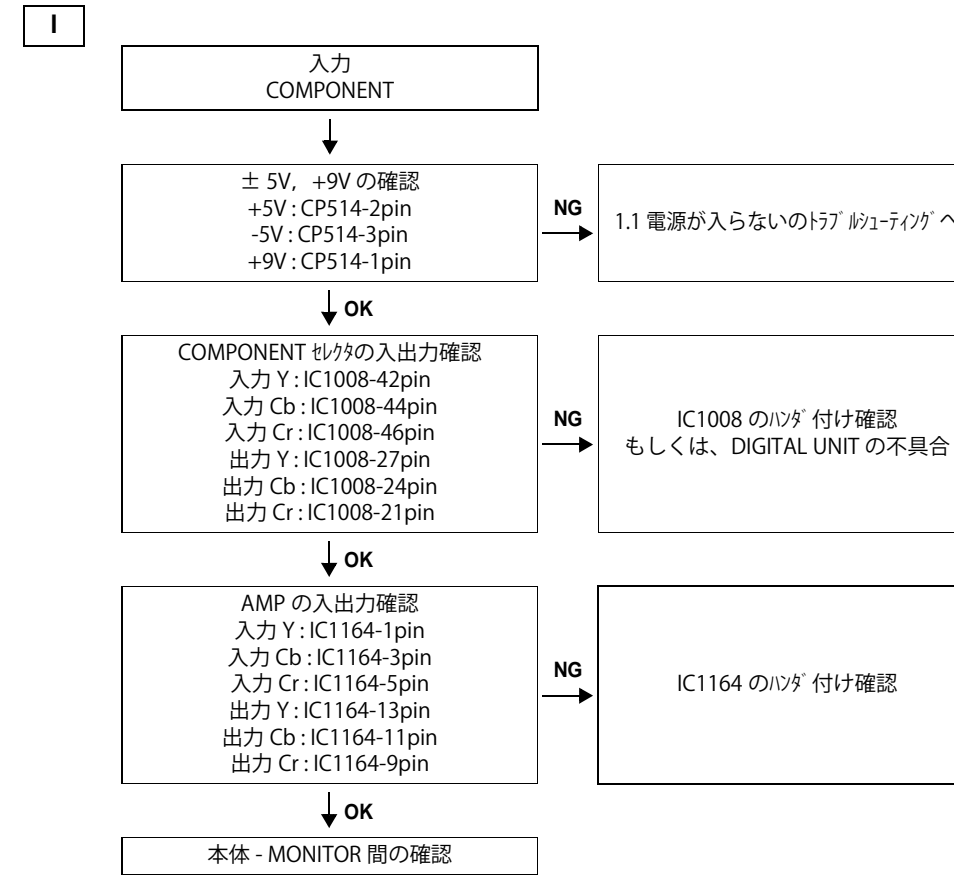 I
入力
COMPONENT
± 5V, +9V の確認
+5V : CP514-2pin
-5V : CP514-3pin
+9V : CP514-1pin
NG
1.1 電源が入らないのﾄﾗﾌﾞﾙｼｭｰﾃｨﾝｸﾞへ
OK
COMPONENT ｾﾚｸﾀの入出力確認
入力 Y : IC1008-42pin
入力 Cb : IC1008-44pin
入力 Cr : IC1008-46pin
出力 Y : IC1008-27pin
出力 Cb : IC1008-24pin
出力 Cr : IC1008-21pin
NG
IC1008 のﾊﾝﾀﾞ付け確認
もしくは、DIGITAL UNIT の不具合
OK
AMP の入出力確認
入力 Y : IC1164-1pin
入力 Cb : IC1164-3pin
入力 Cr : IC1164-5pin
出力 Y : IC1164-13pin
出力 Cb : IC1164-11pin
出力 Cr : IC1164-9pin
NG
IC1164 のﾊﾝﾀﾞ付け確認
OK
本体 - MONITOR 間の確認